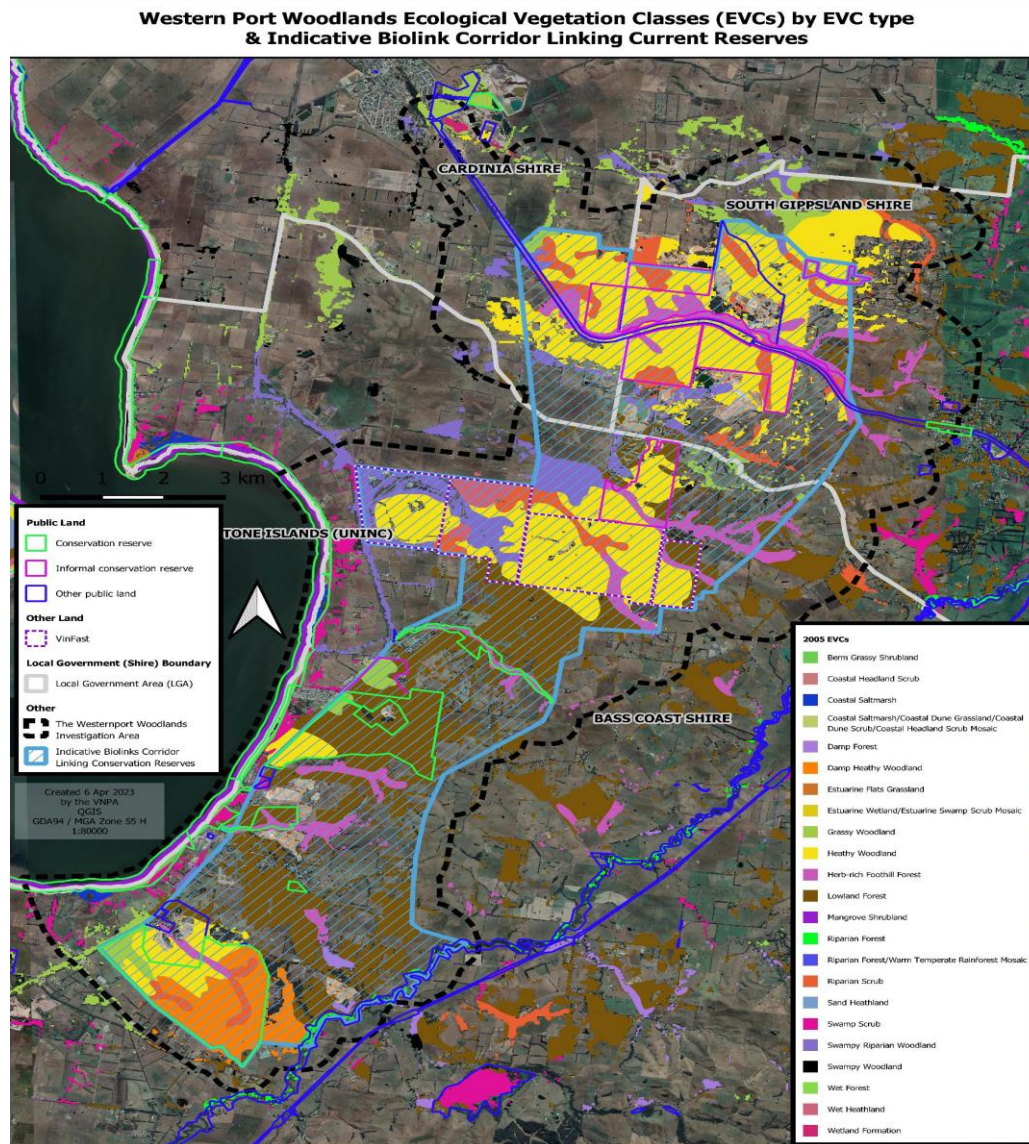 Western Port Woodlands Ecological Vegetation Classes (EVCs) by EVC type
& Indicative Biolink Corridor Linking Current Reserves
CARDINIA SHIRE
SOUTH GIPPSLAND SHIRE
0 1 2 3 km
TONE ISLANDS (UNINC)
BASS COAST SHIRE
Public Land
Conservation reserve
Informal conservation reserve
Other public land
Other Land
VinFast
Local Government (Shire) Boundary
Local Government Area (LGA)
Other
The Westernport Woodlands
Investigation Area
Indicative Biolinks Corridor
Linking Conservation Reserves
Created 6 Apr 2023
by the VNPA
QGIS
GDA94 / MGA Zone 55 H
1:80000
2005 EVCs
Berm Grassy Shrubland
Coastal Headland Scrub
Coastal Saltmarsh
Coastal Saltmarsh/Coastal Dune Grassland/Coastal
Dune Scrub/Coastal Headland Scrub Mosaic
Damp Forest
Damp Heathy Woodland
Estuarine Flats Grassland
Estuarine Wetland/Estuarine Swamp Scrub Mosaic
Grassy Woodland
Heathy Woodland
Herb-rich Foothill Forest
Lowland Forest
Mangrove Shrubland
Riparian Forest
Riparian Forest/Warm Temperate Rainforest Mosaic
Riparian Scrub
Sand Heathland
Swamp Scrub
Swampy Riparian Woodland
Swampy Woodland
Wet Forest
Wet Heathland
Wetland Formation